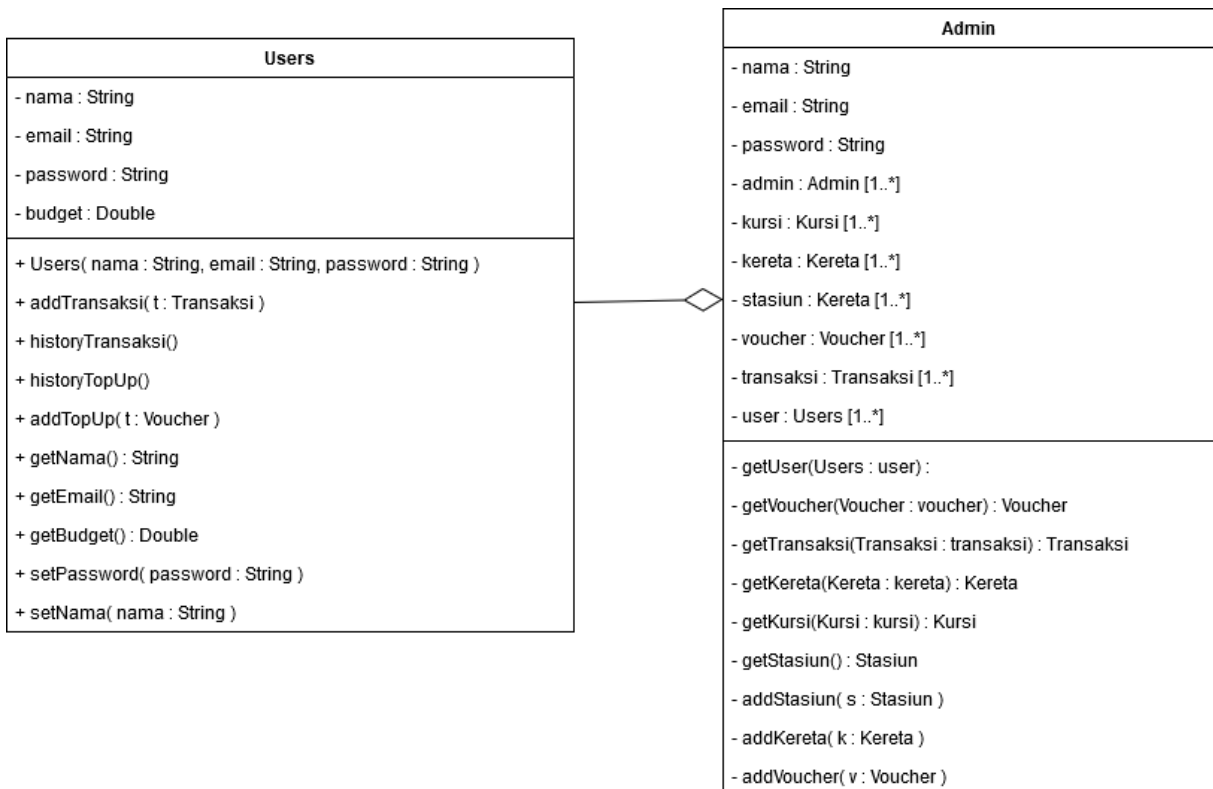 Users
- nama : String
- email : String
- password : String
- budget : Double
+ Users( nama : String, email : String, password : String )
+ addTransaksi( t : Transaksi )
+ historyTransaksi()
+ historyTopUp()
+ addTopUp( t : Voucher )
+ getNama() : String
+ getEmail() : String
+ getBudget() : Double
+ setPassword( password : String )
+ setNama( nama : String )
Admin
- nama : String
- email : String
- password : String
- admin : Admin [1..*]
- kursi : Kursi [1..*]
- kereta : Kereta [1..*]
- stasiun : Kereta [1..*]
- voucher : Voucher [1..*]
- transaksi : Transaksi [1..*]
- user : Users [1..*]
- getUser(Users : user) :
- getVoucher(Voucher : voucher) : Voucher
- getTransaksi(Transaksi : transaksi) : Transaksi
- getKereta(Kereta : kereta) : Kereta
- getKursi(Kursi : kursi) : Kursi
- getStasiun() : Stasiun
- addStasiun( s : Stasiun )
- addKereta( k : Kereta )
- addVoucher( v : Voucher )